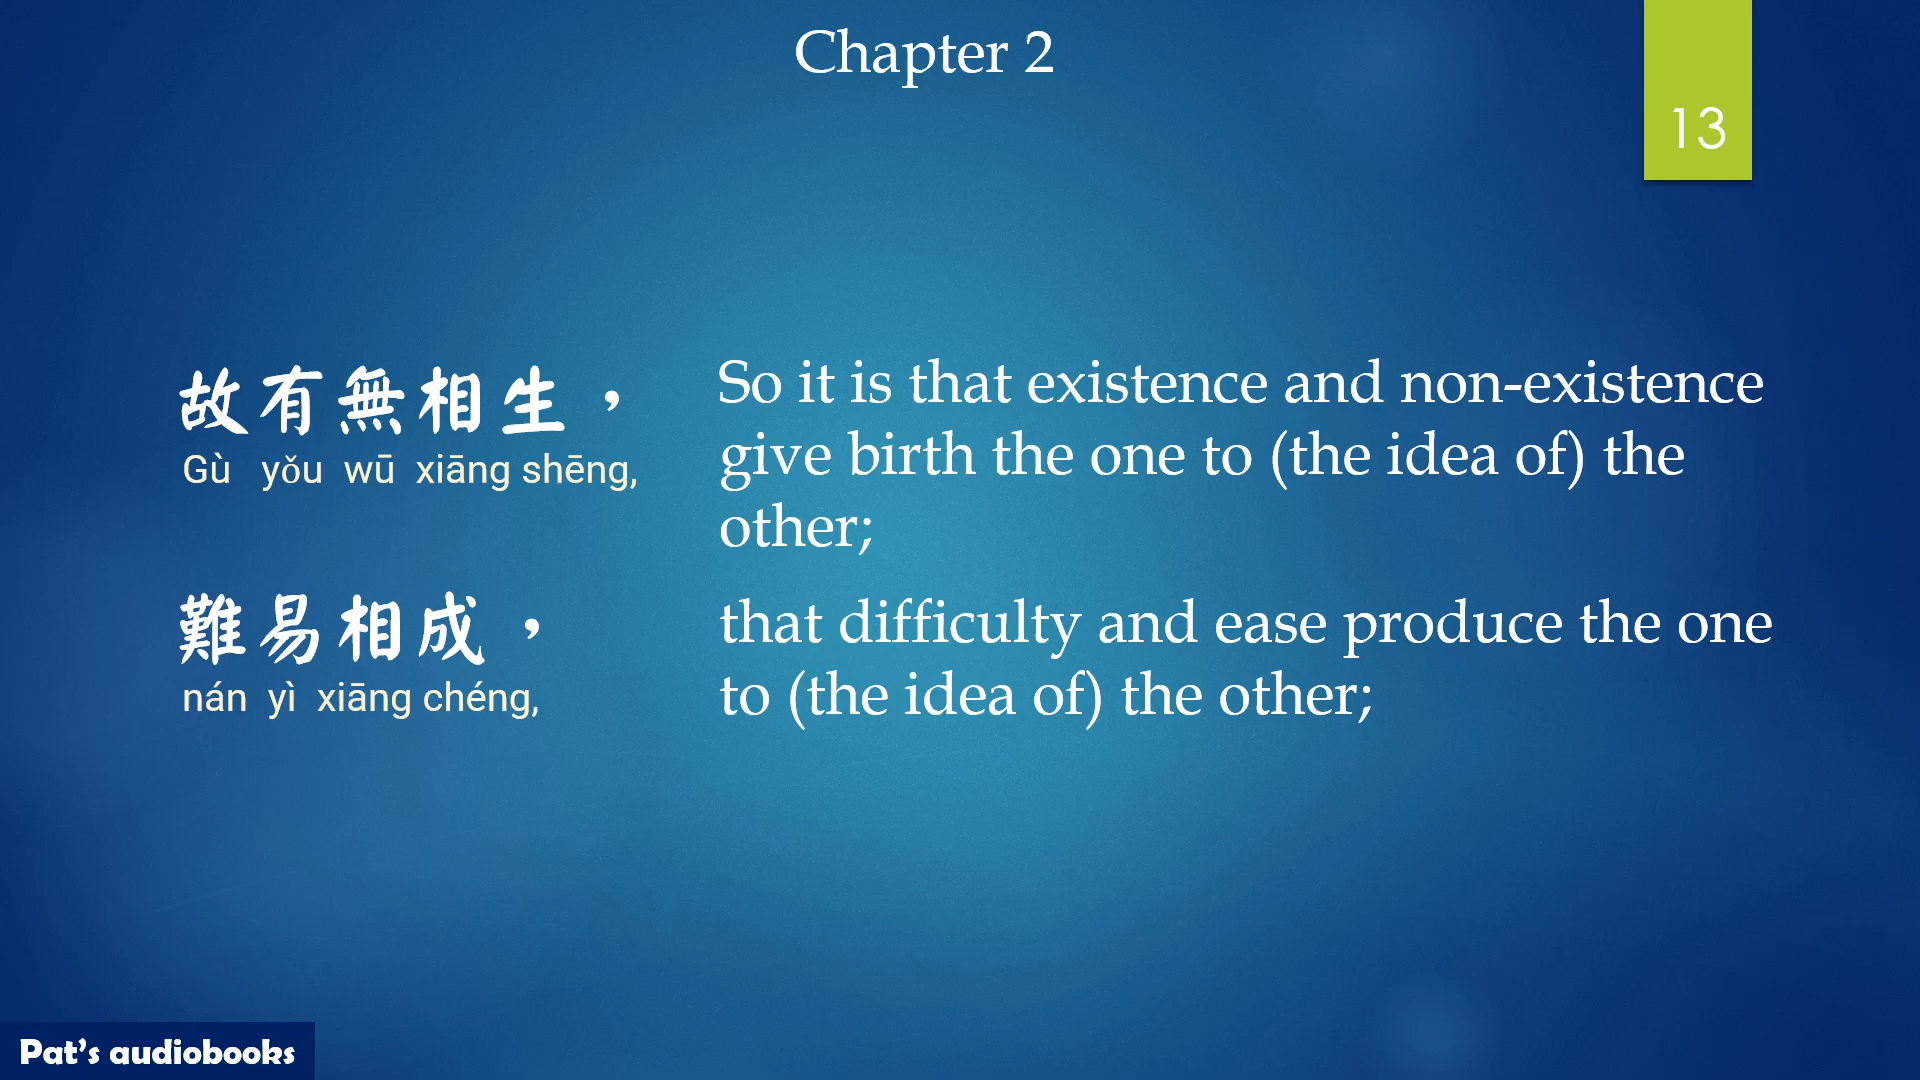 Chapter 2
13
故有無相生，
Gù yǒu wū xiāng shēng,
So it is that existence and non-existence
give birth the one to (the idea of) the
other;
難易相成，
nán yì xiāng chéng,
that difficulty and ease produce the one
to (the idea of) the other;
Pat's audiobooks